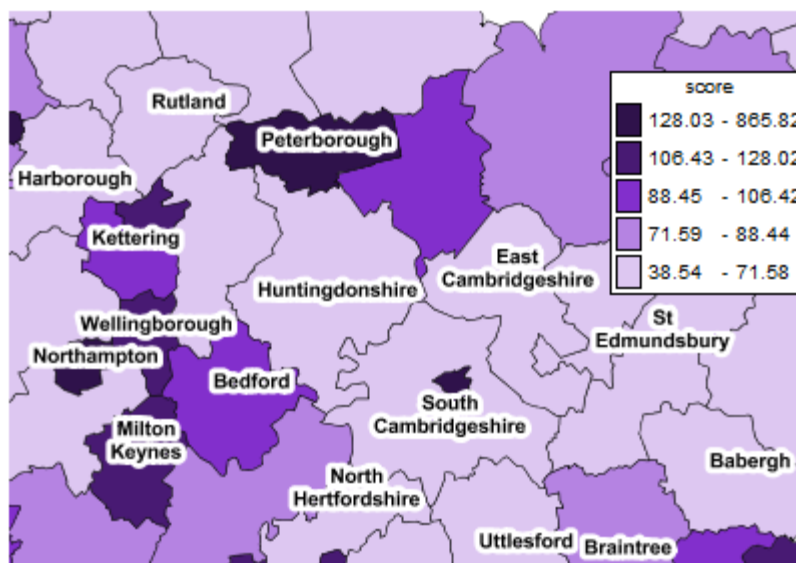 score
128.03 - 865.82
106.43 - 128.02
88.45 - 106.42
71.59 - 88.44
38.54 - 71.58
Rutland
Peterborough
Harborough
Kettering
East
Cambridgeshire
Huntingdonshire
Wellingborough
St
Edmundsbury
Northampton
Bedford
South
Cambridgeshire
Milton
Keynes
Babergh
North
Hertfordshire
Uttlesford
Braintree